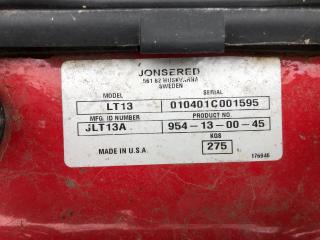 JONSERED
561 82 HUSKVARNA
SWEDEN
MODEL SERIAL
LT13 010401C001595
MFG. ID NUMBER PRODUCT NO.
JLT13A 954-13-00-45
KGS
MADE IN U.S.A. 275
176946